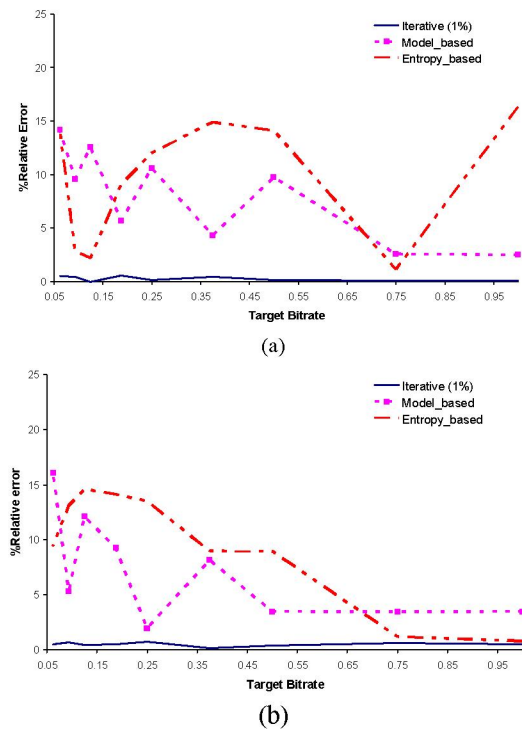 Iterative (1%)
Model_based
Entropy_based
%Relative Error
25
20
15
10
5
0
0.05 0.15 0.25 0.35 0.45 0.55 0.65 0.75 0.85 0.95
Target Bitrate
(a)
Iterative (1%)
Model_based
Entropy_based
%Relative error
25
20
15
10
5
0
0.05 0.15 0.25 0.35 0.45 0.55 0.65 0.75 0.85 0.95
Target Bitrate
(b)